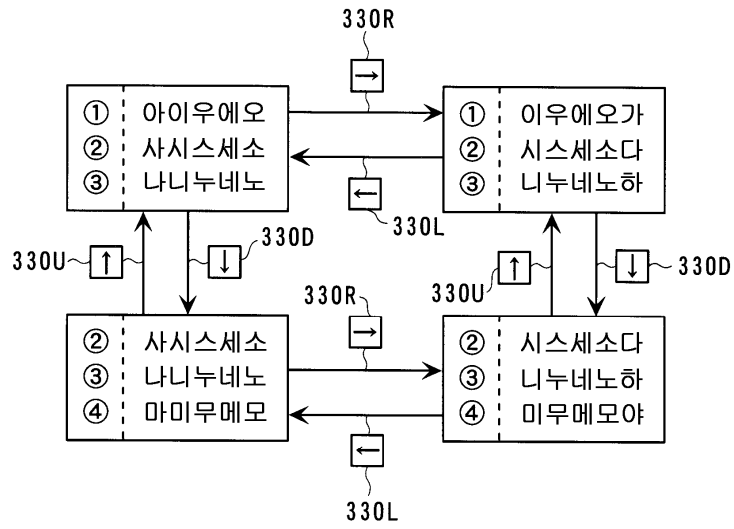 330R
→
① 아이우에오
② 사시스세소
③ 나니누네노
① 이우에오가
② 시스세소다
③ 니누네노하
←
330L
330U
↑
↓
330D
330U
↑
↓
330D
330R
→
② 사시스세소
③ 나니누네노
④ 마미무메모
② 시스세소다
③ 니누네노하
④ 미무메모야
←
330L